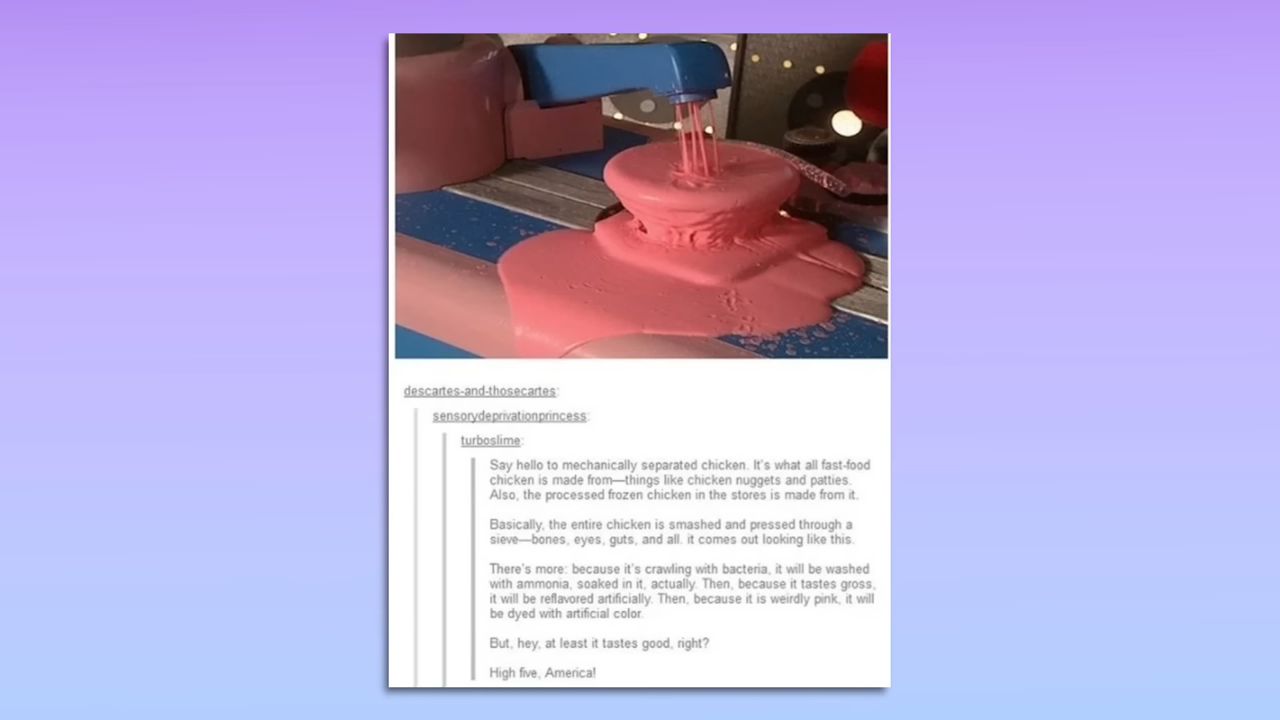 descartes-and-thosecartes:
sensorydeprivationprincess:
turboslime:
Say hello to mechanically separated chicken. It's what all fast-food
chicken is made from—things like chicken nuggets and patties.
Also, the processed frozen chicken in the stores is made from it.
Basically, the entire chicken is smashed and pressed through a
sieve—bones, eyes, guts, and all. it comes out looking like this.
There's more: because it's crawling with bacteria, it will be washed
with ammonia, soaked in it, actually. Then, because it tastes gross,
it will be reflavored artificially. Then, because it is weirdly pink, it will
be dyed with artificial color.
But, hey, at least it tastes good, right?
High five, America!